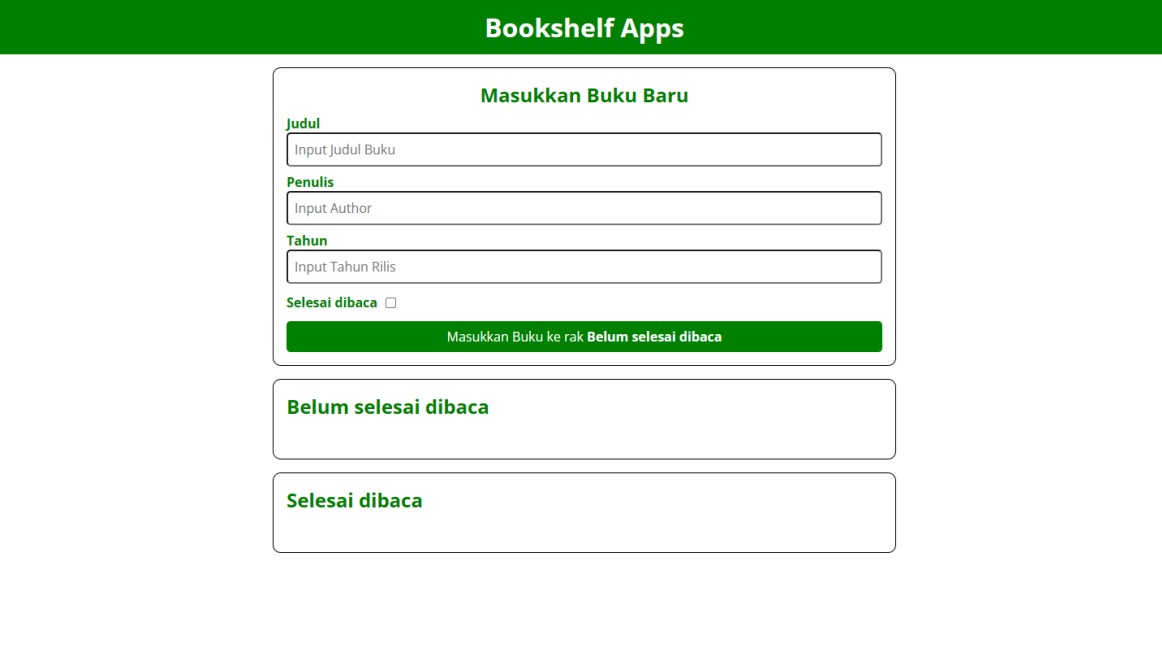 Bookshelf Apps
Masukkan Buku Baru
Judul
Input Judul Buku
Penulis
Input Author
Tahun
Input Tahun Rilis
Selesai dibaca
Masukkan Buku ke rak Belum selesai dibaca
Belum selesai dibaca
Selesai dibaca